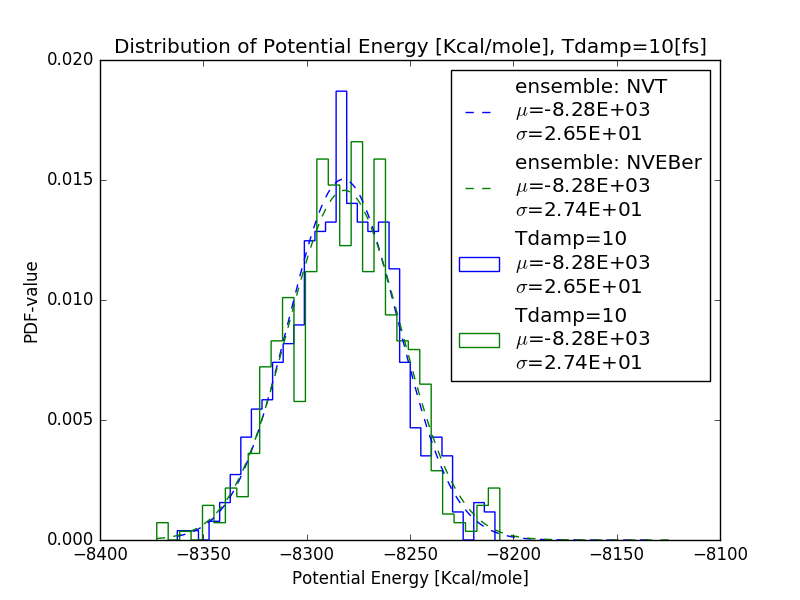 Distribution of Potential Energy [Kcal/mole], Tdamp=10[fs]
0.020
0.015
0.010
0.005
0.000
PDF-value
ensemble: NVT
μ=-8.28E+03
σ=2.65E+01
ensemble: NVEBer
μ=-8.28E+03
σ=2.74E+01
Tdamp=10
μ=-8.28E+03
σ=2.65E+01
Tdamp=10
μ=-8.28E+03
σ=2.74E+01
−8400 −8350 −8300 −8250 −8200 −8150 −8100
Potential Energy [Kcal/mole]